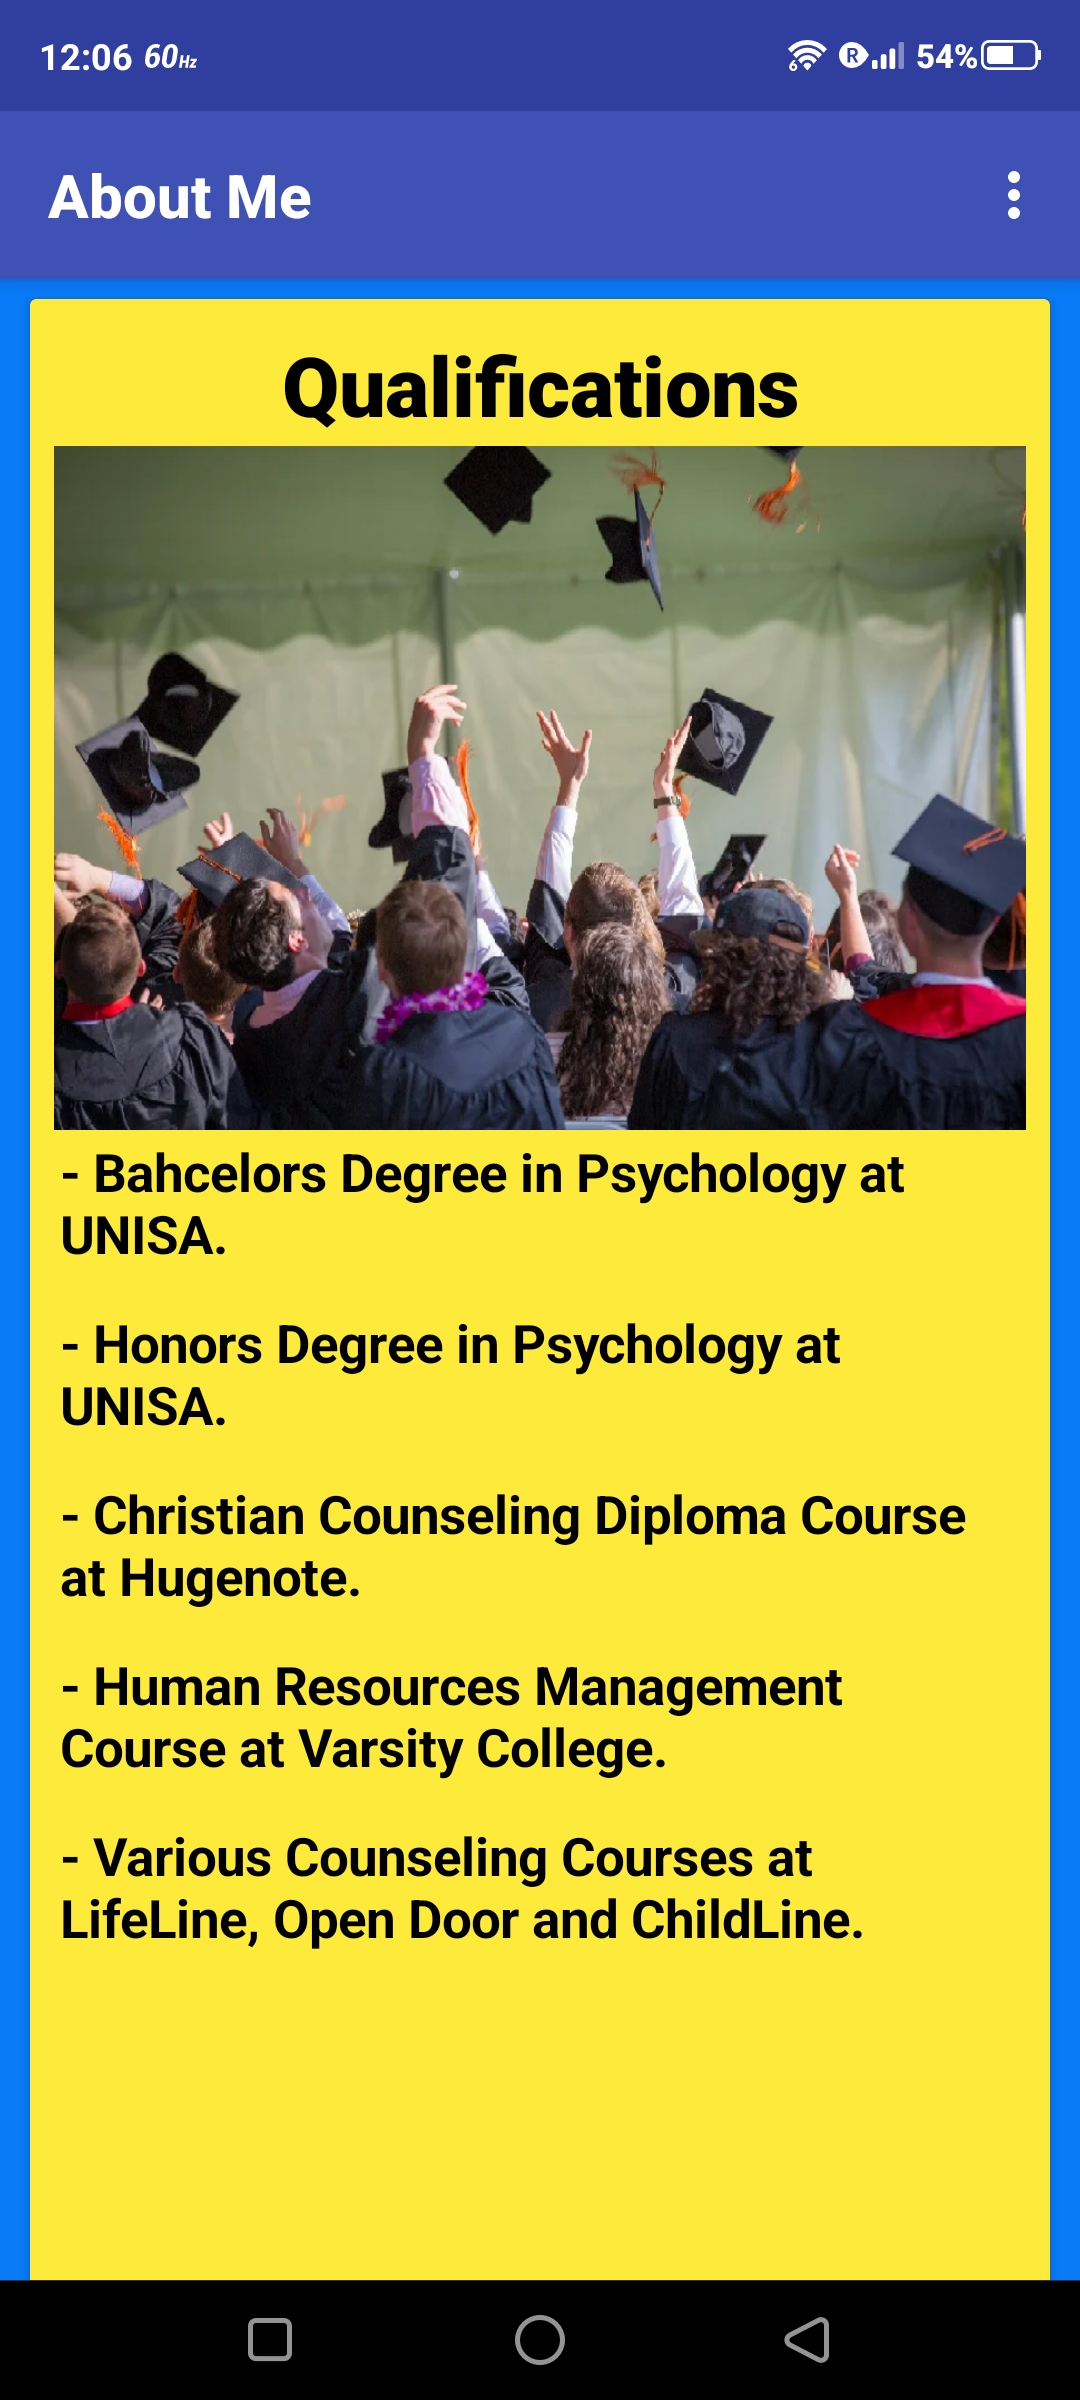 12:06 60Hz 54%
About Me
Qualifications
- Bahcelors Degree in Psychology at
UNISA.
- Honors Degree in Psychology at
UNISA.
- Christian Counseling Diploma Course
at Hugenote.
- Human Resources Management
Course at Varsity College.
- Various Counseling Courses at
LifeLine, Open Door and ChildLine.